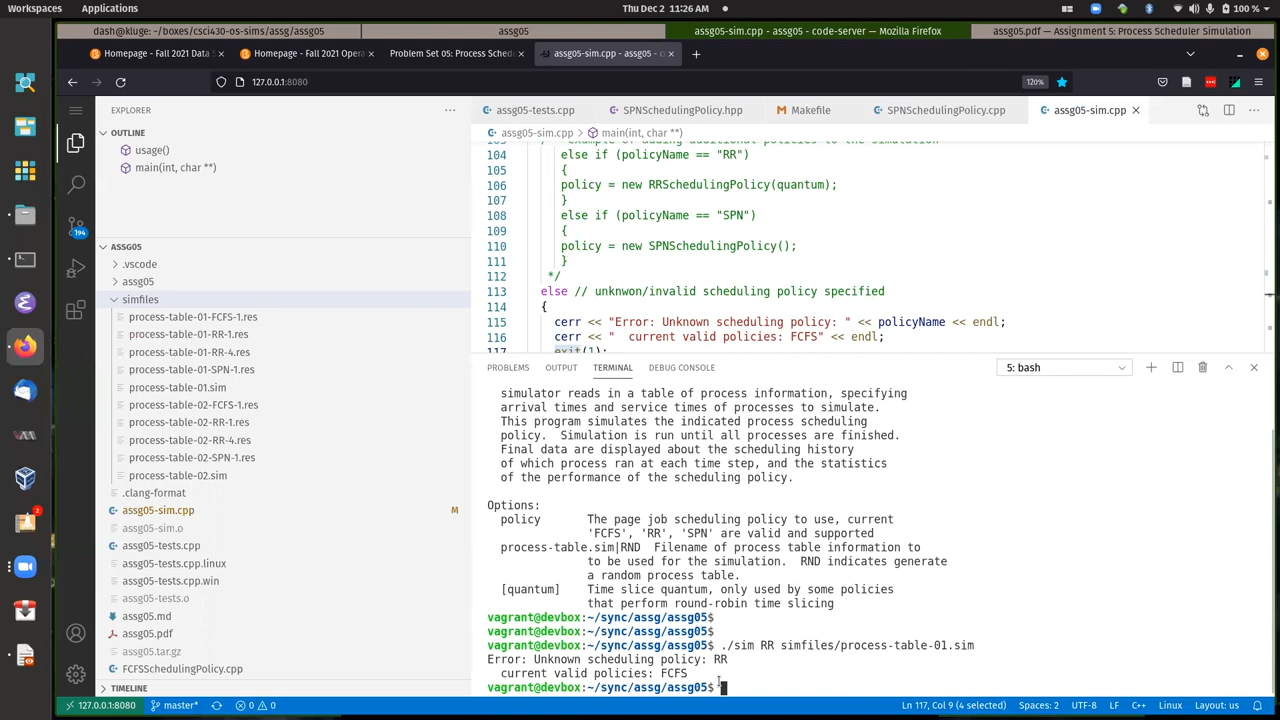 Workspaces Applications Thu Dec 2 11:26 AM 100 %
dash@kluge: ~/boxes/csci430-os-sims/assg/assg05 assg05 assg05-sim.cpp - assg05 - code-server — Mozilla Firefox assg05.pdf — Assignment 5: Process Scheduler Simulation
Homepage - Fall 2021 Data S Homepage - Fall 2021 Opera Problem Set 05: Process Schedu assg05-sim.cpp - assg05 - co
127.0.0.1:8080 120%
EXPLORER
assg05-tests.cpp SPNSchedulingPolicy.hpp Makefile SPNSchedulingPolicy.cpp assg05-sim.cpp
OUTLINE
usage()
main(int, char **)
194
ASSG05
.vscode
assg05
simfiles
process-table-01-FCFS-1.res
process-table-01-RR-1.res
process-table-01-RR-4.res
process-table-01-SPN-1.res
process-table-01.sim
process-table-02-FCFS-1.res
process-table-02-RR-1.res
process-table-02-RR-4.res
process-table-02-SPN-1.res
process-table-02.sim
.clang-format
assg05-sim.cpp M
assg05-sim.o
assg05-tests.cpp
assg05-tests.cpp.linux
assg05-tests.cpp.win
assg05-tests.o
assg05.md
assg05.pdf
assg05.tar.gz
FCFSSchedulingPolicy.cpp
TIMELINE
assg05-sim.cpp > main(int, char **)
103 / example of adding additional policies to the simulation
104 else if (policyName == "RR")
105 {
106 policy = new RRSchedulingPolicy(quantum);
107 }
108 else if (policyName == "SPN")
109 {
110 policy = new SPNSchedulingPolicy();
111 }
112 */
113 else // unknwon/invalid scheduling policy specified
114 {
115 cerr << "Error: Unknown scheduling policy: " << policyName << endl;
116 cerr << "  current valid policies: FCFS" << endl;
117 exit(1);
PROBLEMS OUTPUT TERMINAL DEBUG CONSOLE 5: bash
simulator reads in a table of process information, specifying
arrival times and service times of processes to simulate.
This program simulates the indicated process scheduling
policy.  Simulation is run until all processes are finished.
Final data are displayed about the scheduling history
of which process ran at each time step, and the statistics
of the performance of the scheduling policy.
Options:
policy The page job scheduling policy to use, current
'FCFS', 'RR', 'SPN' are valid and supported
process-table.sim|RND Filename of process table information to
to be used for the simulation.  RND indicates generate
a random process table.
[quantum] Time slice quantum, only used by some policies
that perform round-robin time slicing
vagrant@devbox:~/sync/assg/assg05$
vagrant@devbox:~/sync/assg/assg05$
vagrant@devbox:~/sync/assg/assg05$ ./sim RR simfiles/process-table-01.sim
Error: Unknown scheduling policy: RR
current valid policies: FCFS
vagrant@devbox:~/sync/assg/assg05$
127.0.0.1:8080 master* 0 0 Ln 117, Col 9 (4 selected) Spaces: 2 UTF-8 LF C++ Linux Layout: us